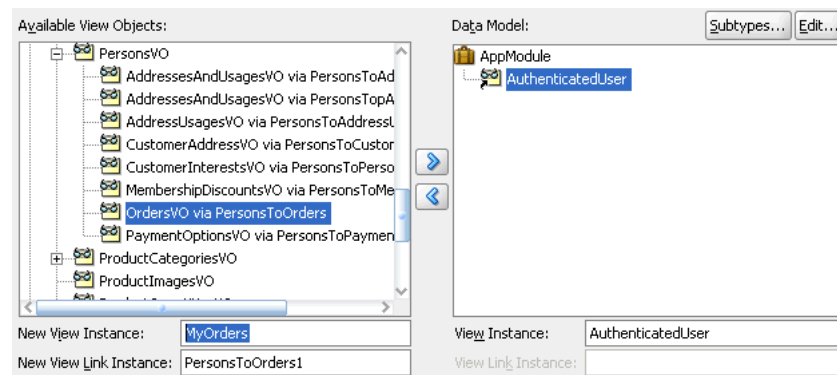 Available View Objects:
Data Model:
Subtypes...
Edit...
PersonsVO
AddressesAndUsagesVO via PersonsToAd
AddressesAndUsagesVO via PersonsTopA
AddressUsagesVO via PersonsToAddressU
CustomerAddressVO via PersonsToCustor
CustomerInterestsVO via PersonsToPerso
MembershipDiscountsVO via PersonsToMe
OrdersVO via PersonsToOrders
PaymentOptionsVO via PersonsToPaymen
ProductCategoriesVO
ProductImagesVO
AppModule
AuthenticatedUser
New View Instance:
MyOrders
New View Link Instance:
PersonsToOrders1
View Instance:
AuthenticatedUser
View Link Instance: